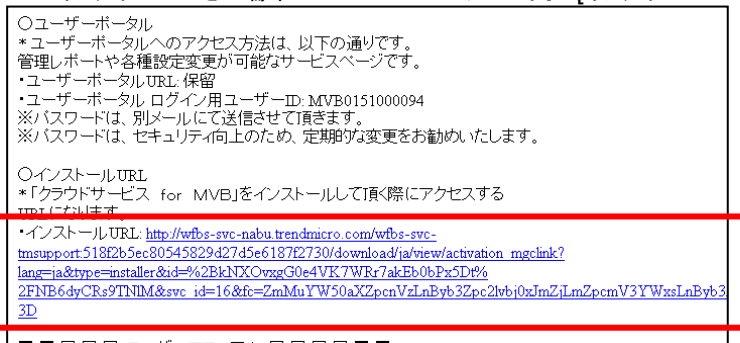 ○ユーザーポータル
*ユーザーポータルへのアクセス方法は、以下の通りです。
管理レポートや各種設定変更が可能なサービスページです。
・ユーザーポータルURL: 保留
・ユーザーポータル ログイン用ユーザーID: MVB0151000094
※パスワードは、別メールにて送信させて頂きます。
※パスワードは、セキュリティ向上のため、定期的な変更をお勧めいたします。
○インストールURL
*「クラウドサービス for MVB」をインストールして頂く際にアクセスする
URLになります。
・インストールURL: http://wfbs-svc-nabu.trendmicro.com/wfbs-svc-
tmsupport:518f2b5ec80545829d27d5e6187f2730/download/ja/view/activation_mgclink?
lang=ja&type=installer&id=%2BkNXOvxgG0e4VK7WRr7akEb0bPx5Dt%
2FNB6dyCRs9TNlM&svc_id=16&fc=ZmMuYW50aXZpcnVzLnByb3Zpc2lvbj0xJmZjLmZpcmV3YWxsLnByb3
3D